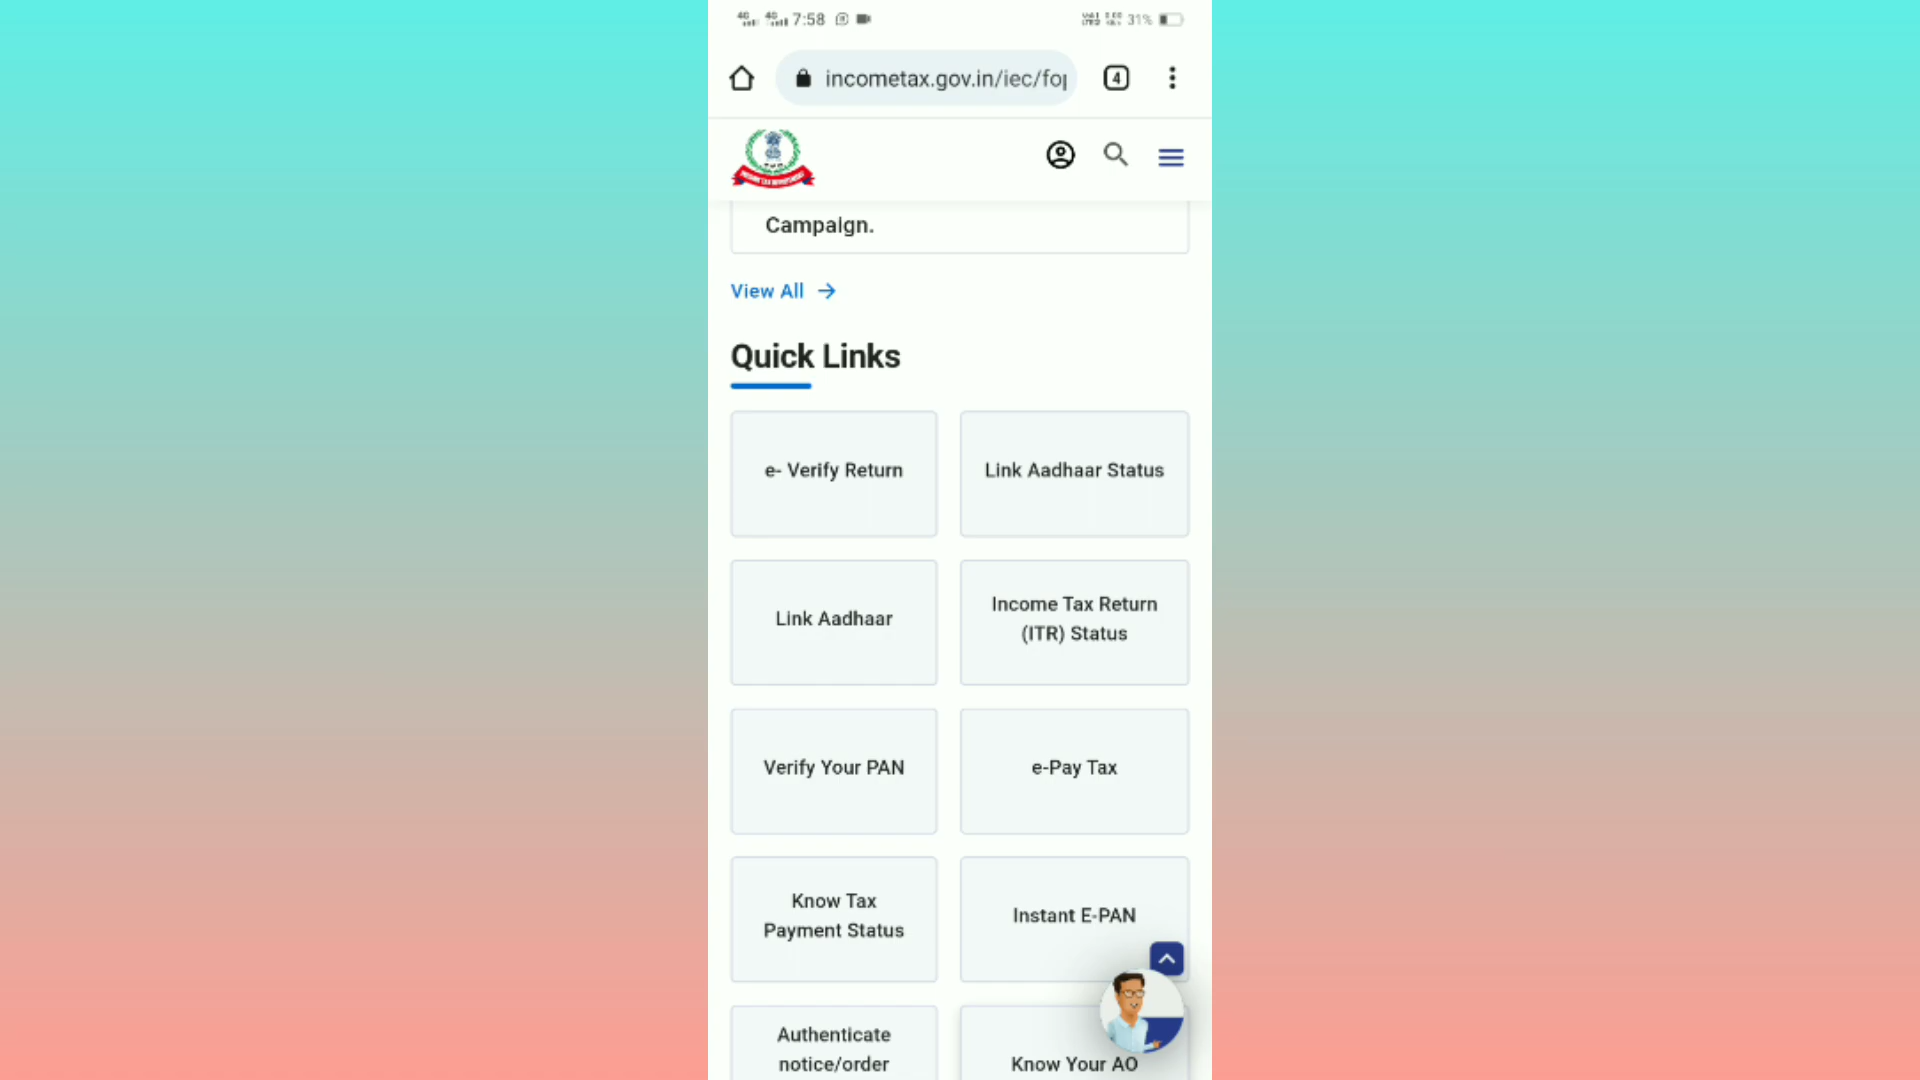 7:58
31%
incometax.gov.in/iec/fo
4
Campaign.
View All
Quick Links
e- Verify Return
Link Aadhaar Status
Link Aadhaar
Income Tax Return
(ITR) Status
Verify Your PAN
e-Pay Tax
Know Tax
Payment Status
Instant E-PAN
Authenticate
notice/order
Know Your AO